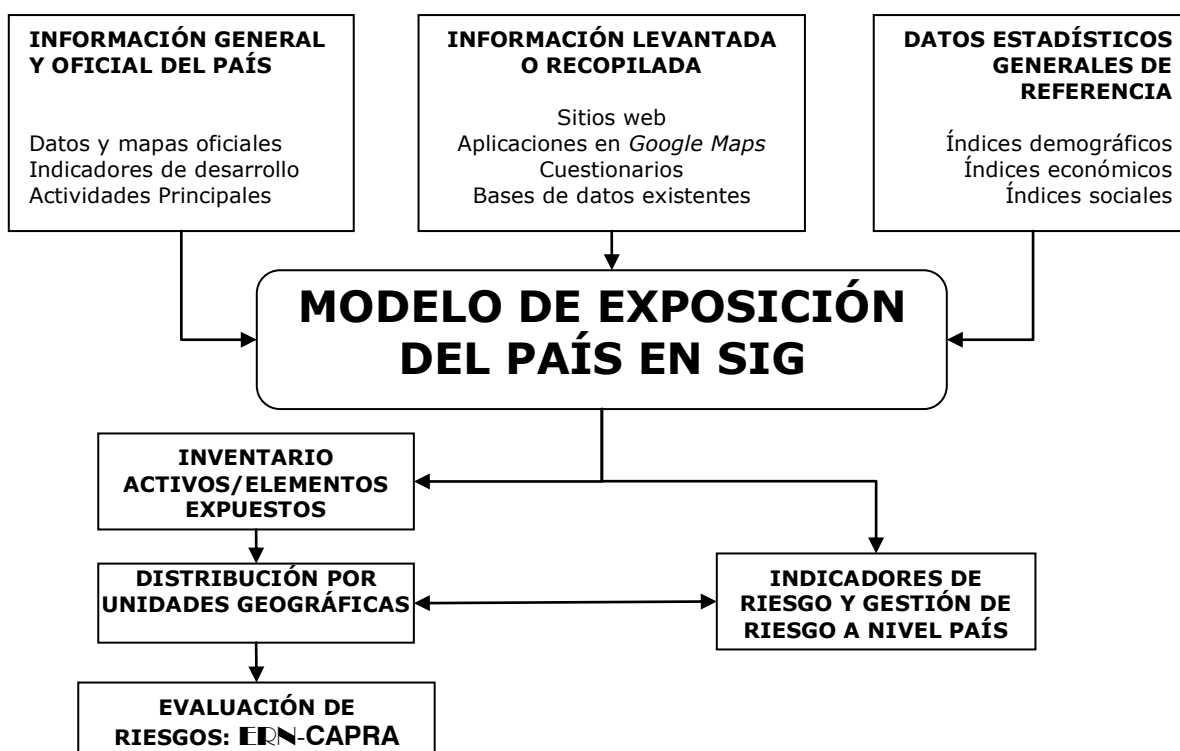 INFORMACIÓN GENERAL
Y OFICIAL DEL PAÍS
Datos y mapas oficiales
Indicadores de desarrollo
Actividades Principales
INFORMACIÓN LEVANTADA
O RECOPILADA
Sitios web
Aplicaciones en Google Maps
Cuestionarios
Bases de datos existentes
DATOS ESTADÍSTICOS
GENERALES DE
REFERENCIA
Índices demográficos
Índices económicos
Índices sociales
MODELO DE EXPOSICIÓN
DEL PAÍS EN SIG
INVENTARIO
ACTIVOS/ELEMENTOS
EXPUESTOS
DISTRIBUCIÓN POR
UNIDADES GEOGRÁFICAS
INDICADORES DE
RIESGO Y GESTIÓN DE
RIESGO A NIVEL PAÍS
EVALUACIÓN DE
RIESGOS: ERN-CAPRA